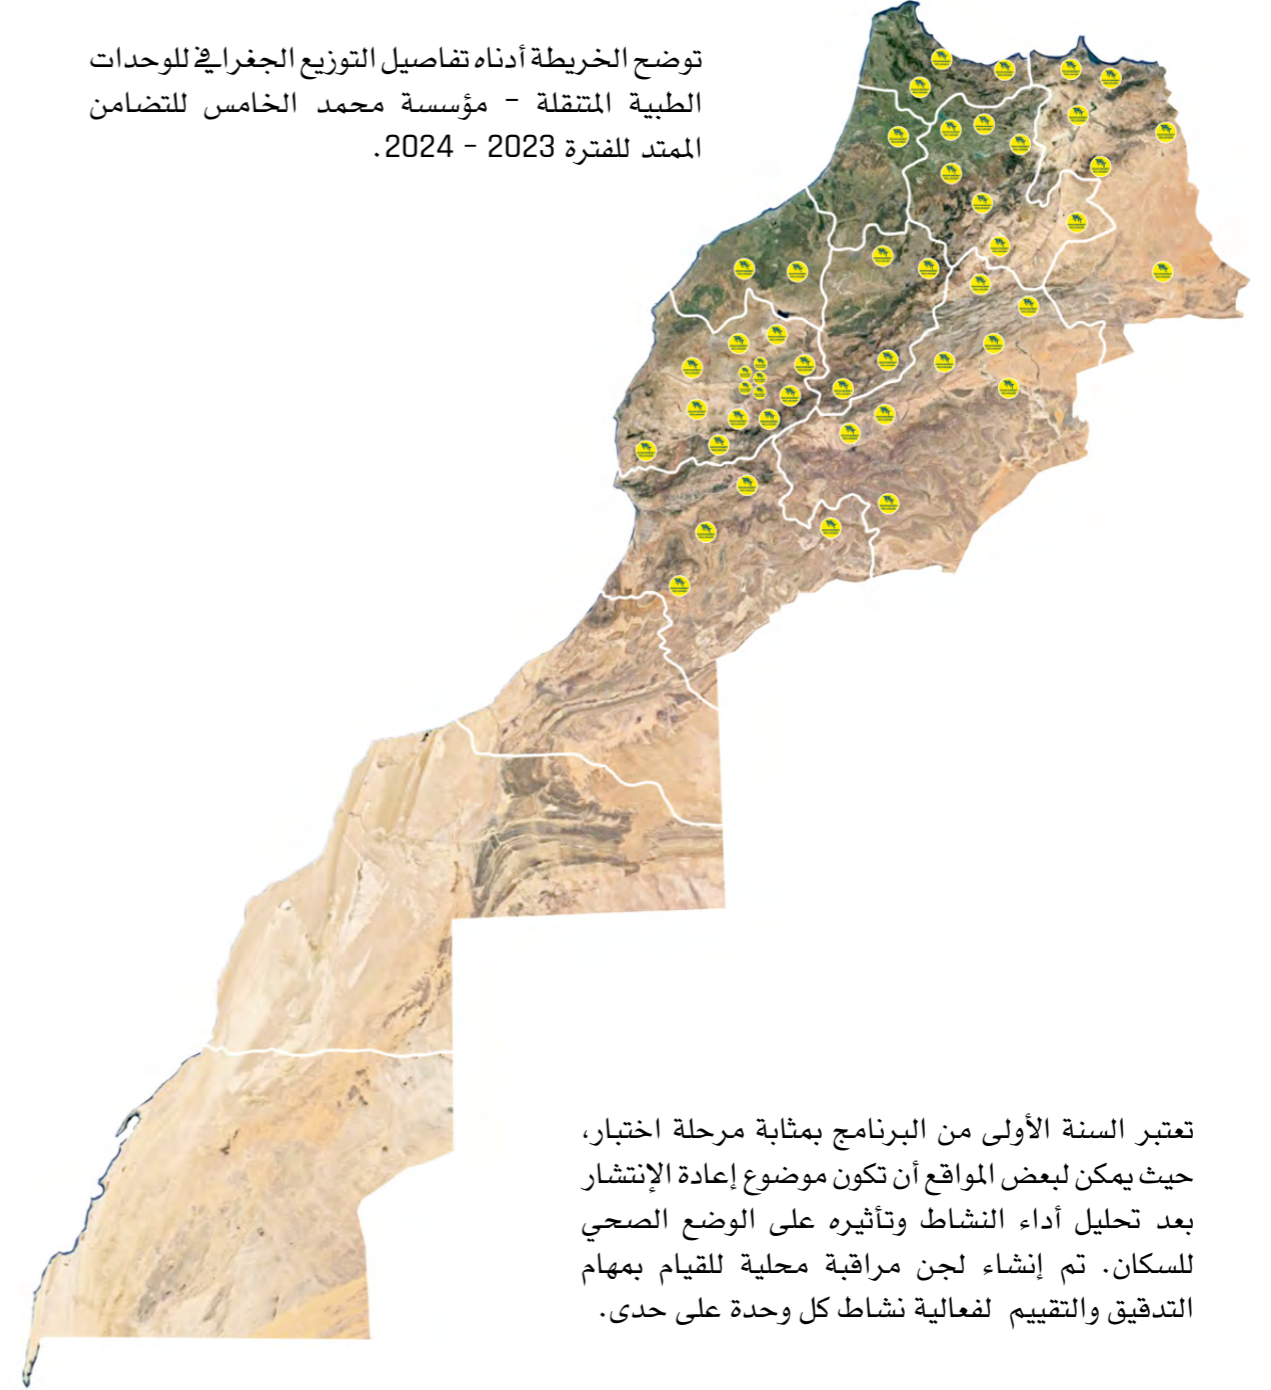 توضح الخريطة أدناه تفاصيل التوزيع الجغرافي للوحدات
الطبية المتنقلة - مؤسسة محمد الخامس للتضامن
الممتد للفترة 2023 - 2024.
تعتبر السنة الأولى من البرنامج بمثابة مرحلة اختبار،
حيث يمكن لبعض المواقع أن تكون موضوع إعادة الإنتشار
بعد تحليل أداء النشاط وتأثيره على الوضع الصحي
للسكان. تم إنشاء لجن مراقبة محلية للقيام بمهام
التدقيق والتقييم لفعالية نشاط كل وحدة على حدى.